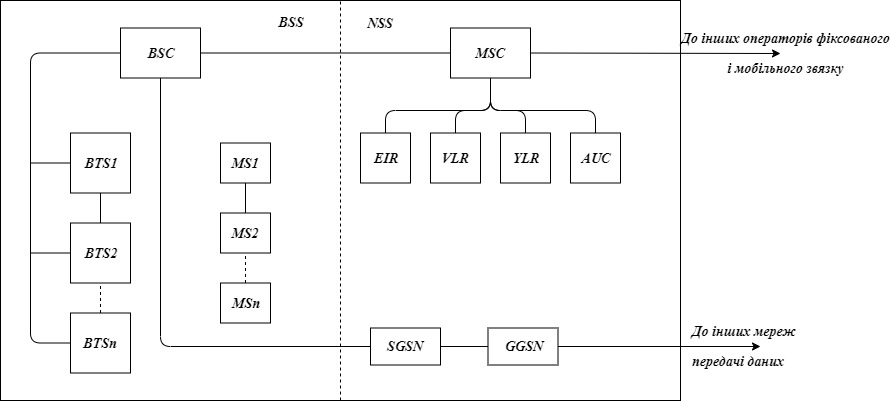 BSS
NSS
BSC
MSC
До інших операторів фіксованого
і мобільного звязку
EIR
VLR
YLR
AUC
BTS1
MS1
BTS2
MS2
BTSn
MSn
SGSN
GGSN
До інших мереж
передачі даних